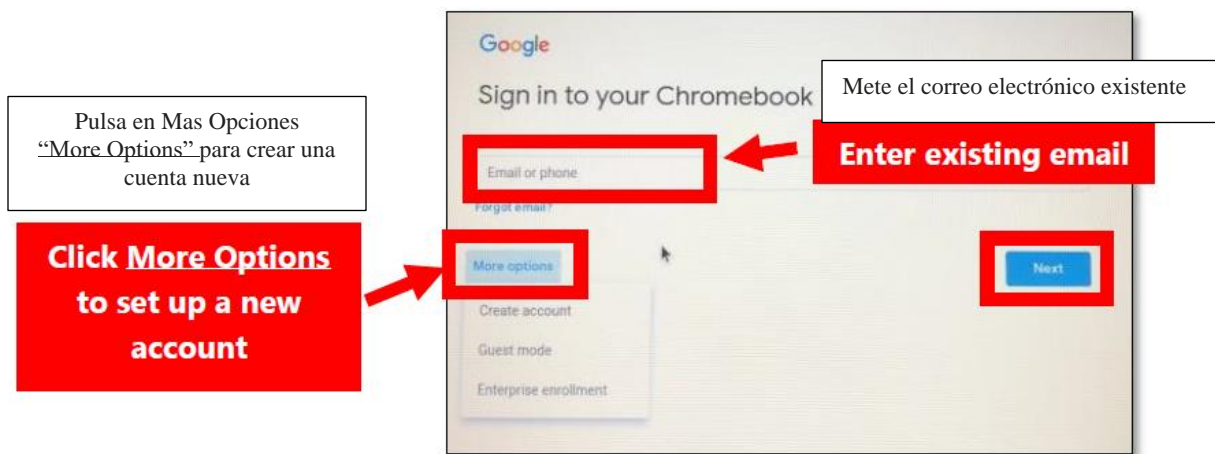 Google
Sign in to your Chromebook
Mete el correo electrónico existente
Enter existing email
Pulsa en Mas Opciones
“More Options” para crear una
cuenta nueva
Click More Options
to set up a new
account
Email or phone
Forgot email?
More options
Next
Create account
Guest mode
Enterprise enrollment